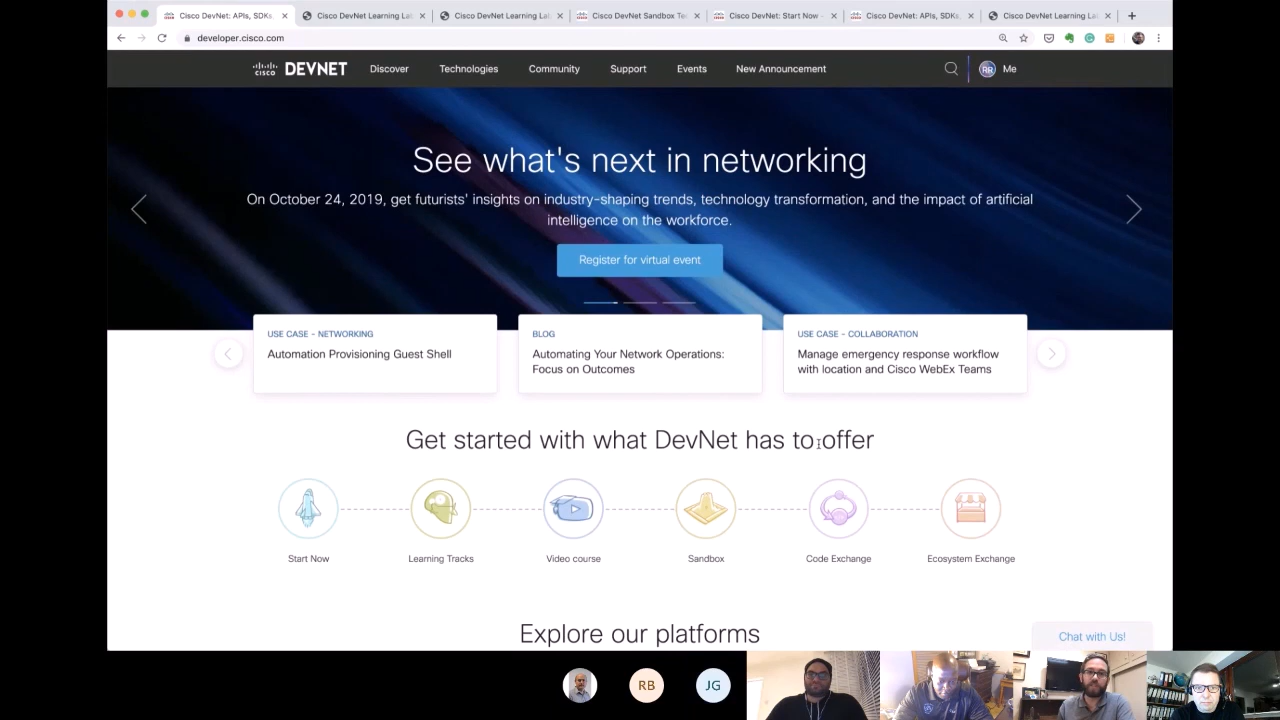 Cisco DevNet: APIs, SDKs,
Cisco DevNet Learning La
Cisco DevNet Learning La
Cisco DevNet Sandbox Te
Cisco DevNet: Start Now -
Cisco DevNet: APIs, SDKs,
Cisco DevNet Learning La
developer.cisco.com
CISCO DEVNET
Discover
Technologies
Community
Support
Events
New Announcement
RB
Me
See what's next in networking
On October 24, 2019, get futurists' insights on industry-shaping trends, technology transformation, and the impact of artificial
intelligence on the workforce.
Register for virtual event
USE CASE - NETWORKING
Automation Provisioning Guest Shell
BLOG
Automating Your Network Operations:
Focus on Outcomes
USE CASE - COLLABORATION
Manage emergency response workflow
with location and Cisco WebEx Teams
Get started with what DevNet has to offer
Start Now
Learning Tracks
Video course
Sandbox
Code Exchange
Ecosystem Exchange
Explore our platforms
Chat with Us!
RB
JG